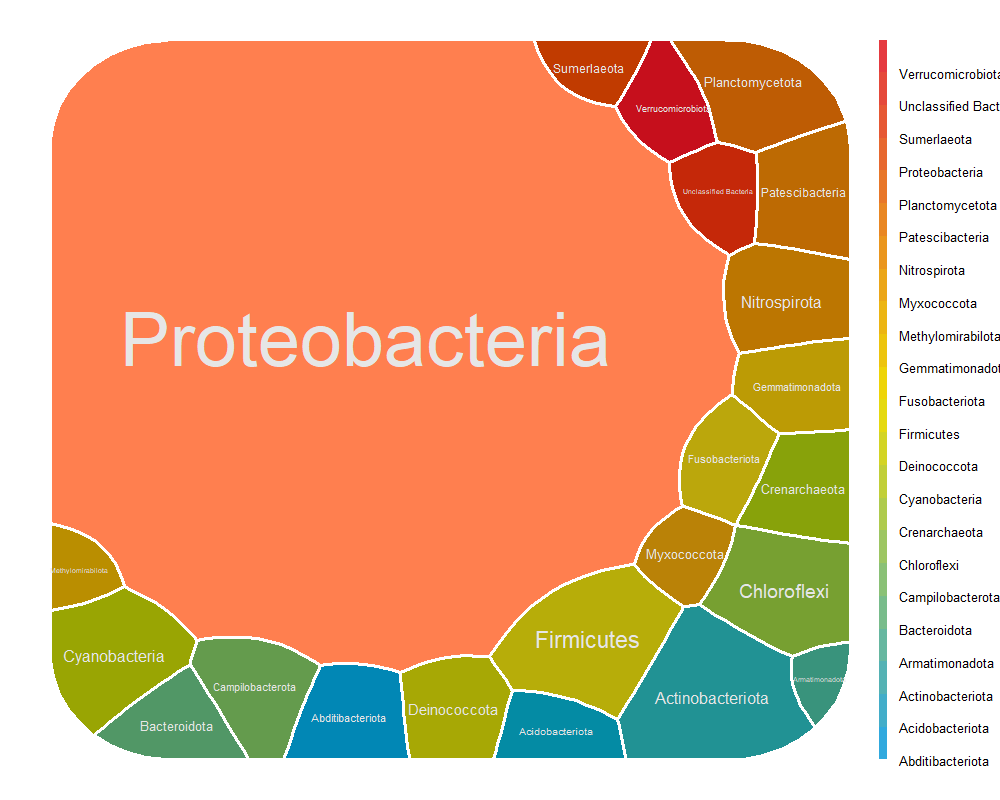 Sumerlaeota
Verrucomicrobiota
Planctomycetota
Unclassified Bacteria
Patescibacteria
Nitrospirota
Proteobacteria
Gemmatimonadota
Fusobacteriota
Crenarchaeota
Myxococcota
Methylomirabilota
Chloroflexi
Firmicutes
Cyanobacteria
Campilobacterota
Armatimonadota
Actinobacteriota
Deinococcota
Abditibacteriota
Bacteroidota
Acidobacteriota
Verrucomicrobiota
Unclassified Bact
Sumerlaeota
Proteobacteria
Planctomycetota
Patescibacteria
Nitrospirota
Myxococcota
Methylomirabilota
Gemmatimonadot
Fusobacteriota
Firmicutes
Deinococcota
Cyanobacteria
Crenarchaeota
Chloroflexi
Campilobacterota
Bacteroidota
Armatimonadota
Actinobacteriota
Acidobacteriota
Abditibacteriota